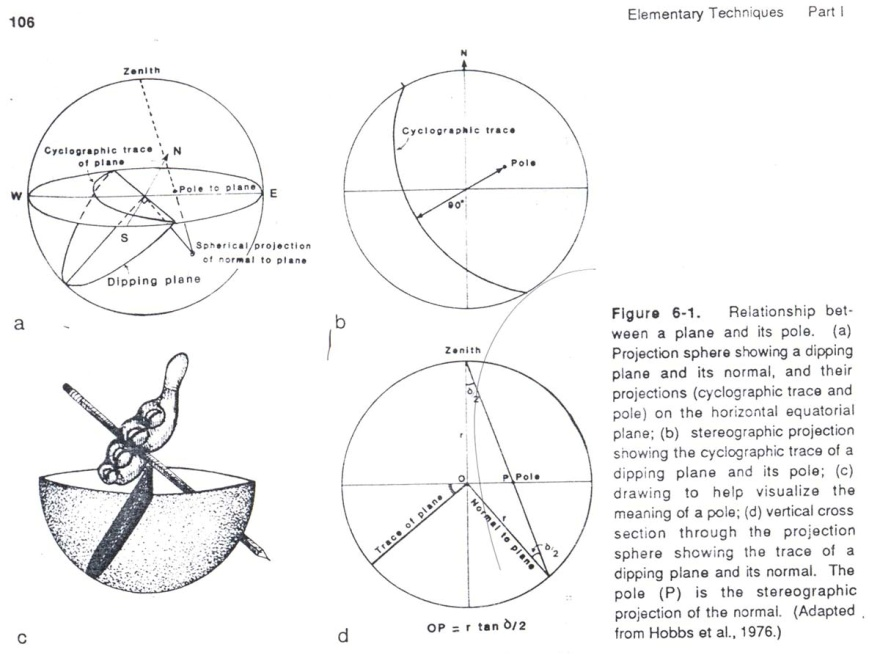 106
Elementary Techniques Part I
Zenith
Cyclographic trace
of plane
N
W
Pole to plane
E
S
Spherical projection
of normal to plane
Dipping plane
a
N
Cyclographic trace
Pole
90°
b
c
Zenith
δ/2
r
O
P Pole
Trace of plane
Normal to plane
r
δ/2
OP = r tan δ/2
d
Figure 6-1. Relationship bet-
ween a plane and its pole. (a)
Projection sphere showing a dipping
plane and its normal, and their
projections (cyclographic trace and
pole) on the horizontal equatorial
plane; (b) stereographic projection
showing the cyclographic trace of a
dipping plane and its pole; (c)
drawing to help visualize the
meaning of a pole; (d) vertical cross
section through the projection
sphere showing the trace of a
dipping plane and its normal. The
pole (P) is the stereographic
projection of the normal. (Adapted
from Hobbs et al., 1976.)